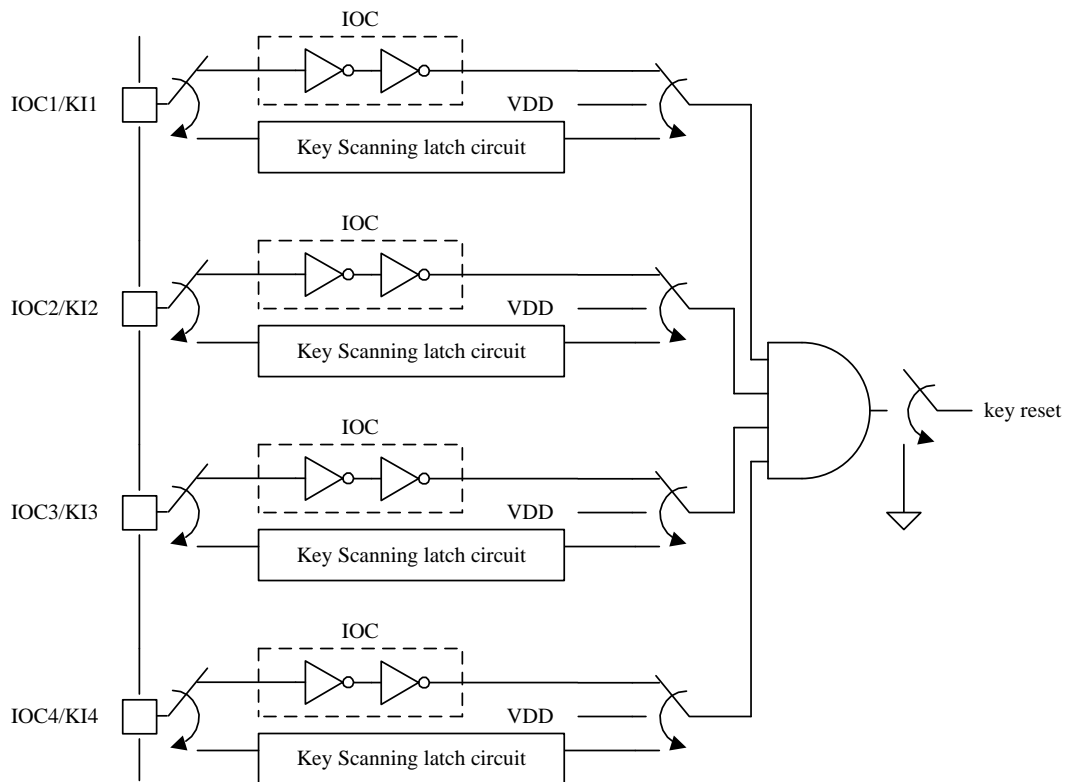 IOC
IOC1/KI1
VDD
Key Scanning latch circuit
IOC
IOC2/KI2
VDD
Key Scanning latch circuit
key reset
IOC
IOC3/KI3
VDD
Key Scanning latch circuit
IOC
IOC4/KI4
VDD
Key Scanning latch circuit